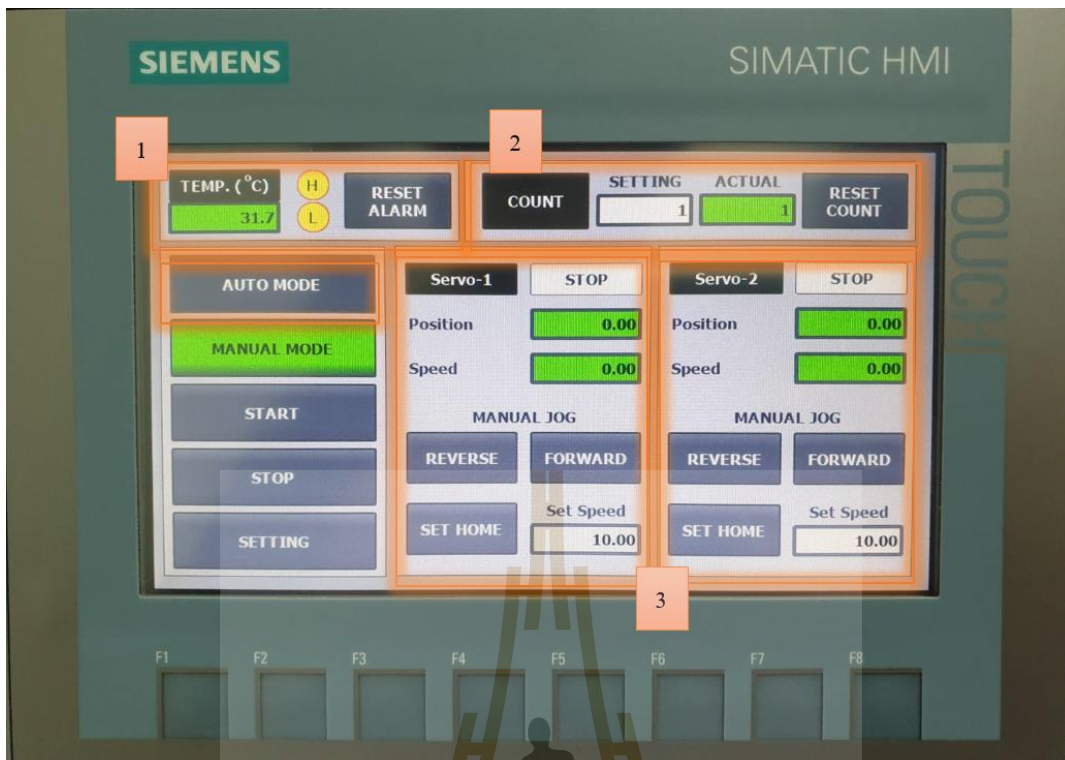 SIEMENS
SIMATIC HMI
TOUCH
1
2
TEMP. (°C)
H
31.7
L
RESET
ALARM
COUNT
SETTING
ACTUAL
1
1
RESET
COUNT
AUTO MODE
MANUAL MODE
START
STOP
SETTING
Servo-1
STOP
Position
0.00
Speed
0.00
MANUAL JOG
REVERSE
FORWARD
SET HOME
Set Speed
10.00
Servo-2
STOP
Position
0.00
Speed
0.00
MANUAL JOG
REVERSE
FORWARD
SET HOME
Set Speed
10.00
3
F1
F2
F3
F4
F5
F6
F7
F8